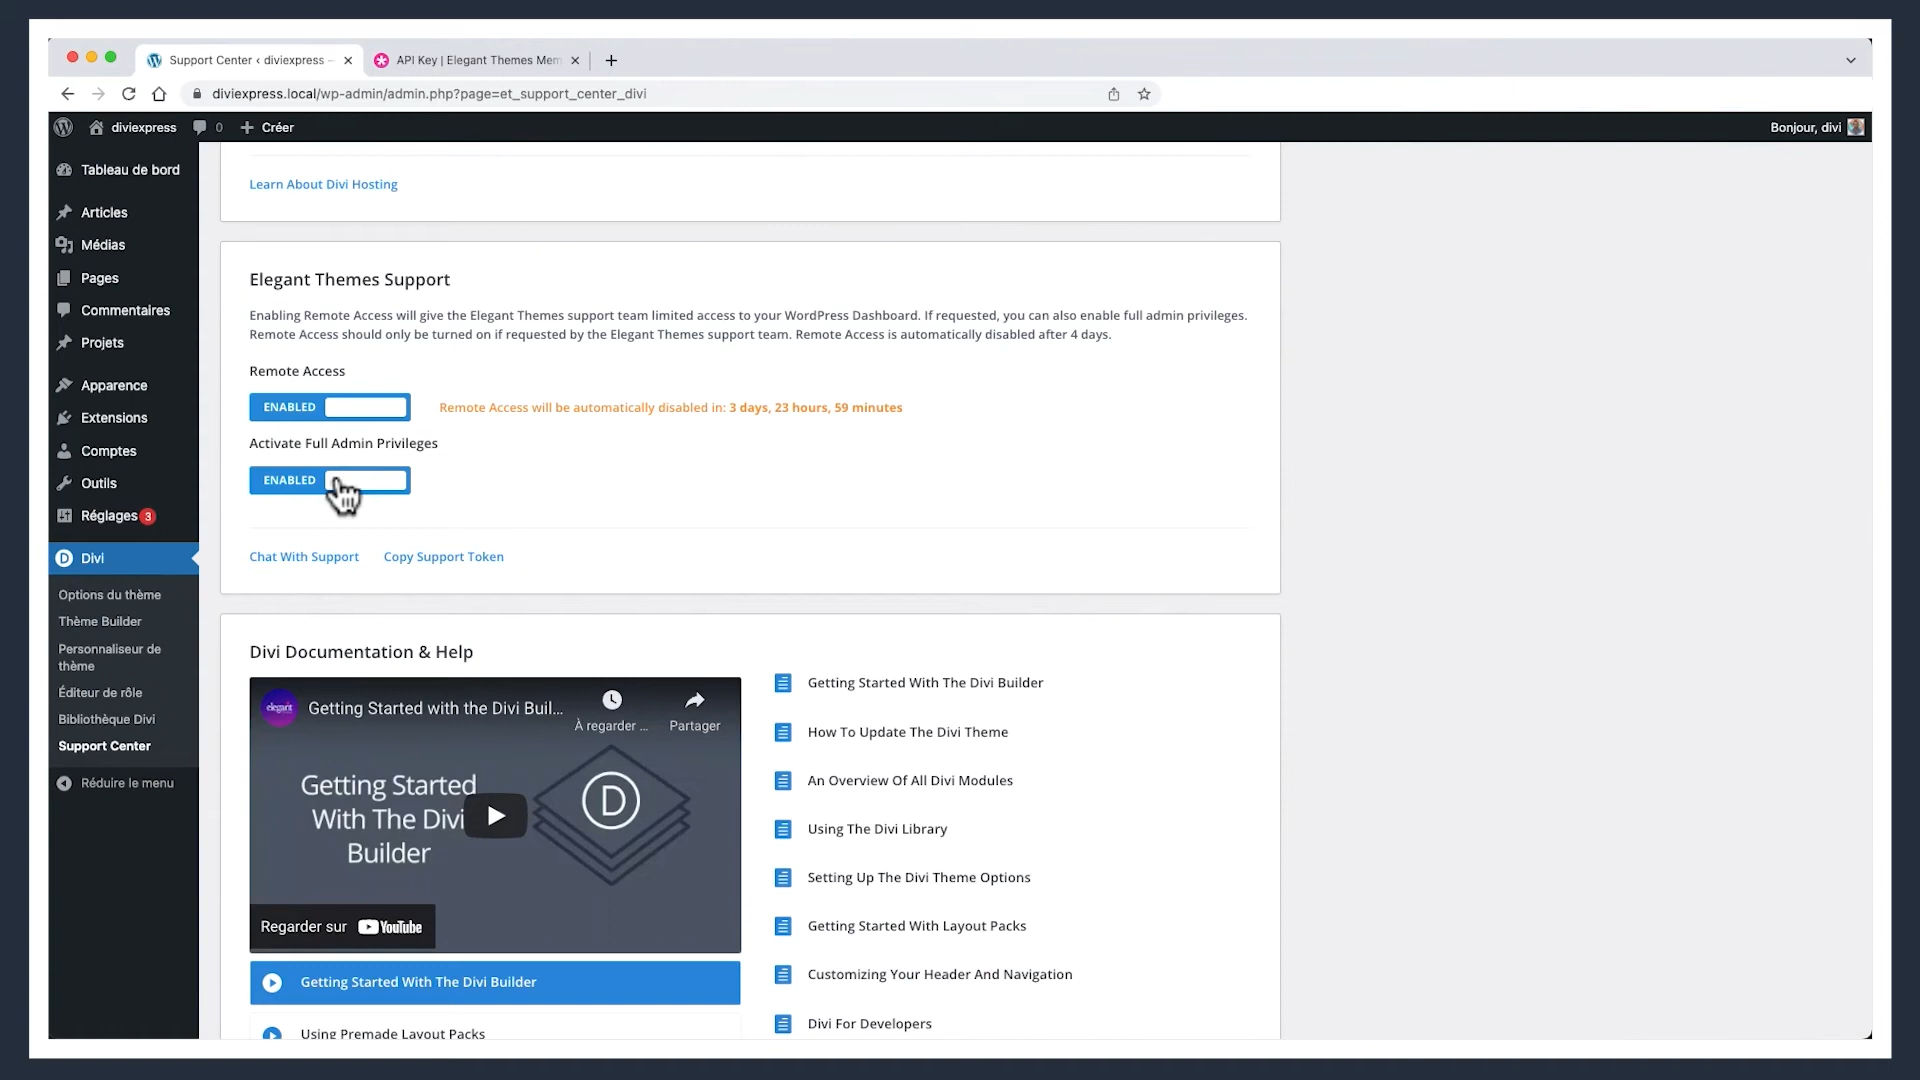 Support Center ‹ diviexpress –
API Key | Elegant Themes Mem
diviexpress.local/wp-admin/admin.php?page=et_support_center_divi
diviexpress
0
Créer
Bonjour, divi
Tableau de bord
Articles
Médias
Pages
Commentaires
Projets
Apparence
Extensions
Comptes
Outils
Réglages 3
Divi
Options du thème
Thème Builder
Personnaliseur de
thème
Éditeur de rôle
Bibliothèque Divi
Support Center
Réduire le menu
Learn About Divi Hosting
Elegant Themes Support
Enabling Remote Access will give the Elegant Themes support team limited access to your WordPress Dashboard. If requested, you can also enable full admin privileges.
Remote Access should only be turned on if requested by the Elegant Themes support team. Remote Access is automatically disabled after 4 days.
Remote Access
ENABLED
Remote Access will be automatically disabled in: 3 days, 23 hours, 59 minutes
Activate Full Admin Privileges
ENABLED
Chat With Support
Copy Support Token
Divi Documentation & Help
elegant
Getting Started with the Divi Buil...
À regarder ...
Partager
Getting Started
With The Divi
Builder
D
Regarder sur YouTube
Getting Started With The Divi Builder
Using Premade Layout Packs
Getting Started With The Divi Builder
How To Update The Divi Theme
An Overview Of All Divi Modules
Using The Divi Library
Setting Up The Divi Theme Options
Getting Started With Layout Packs
Customizing Your Header And Navigation
Divi For Developers